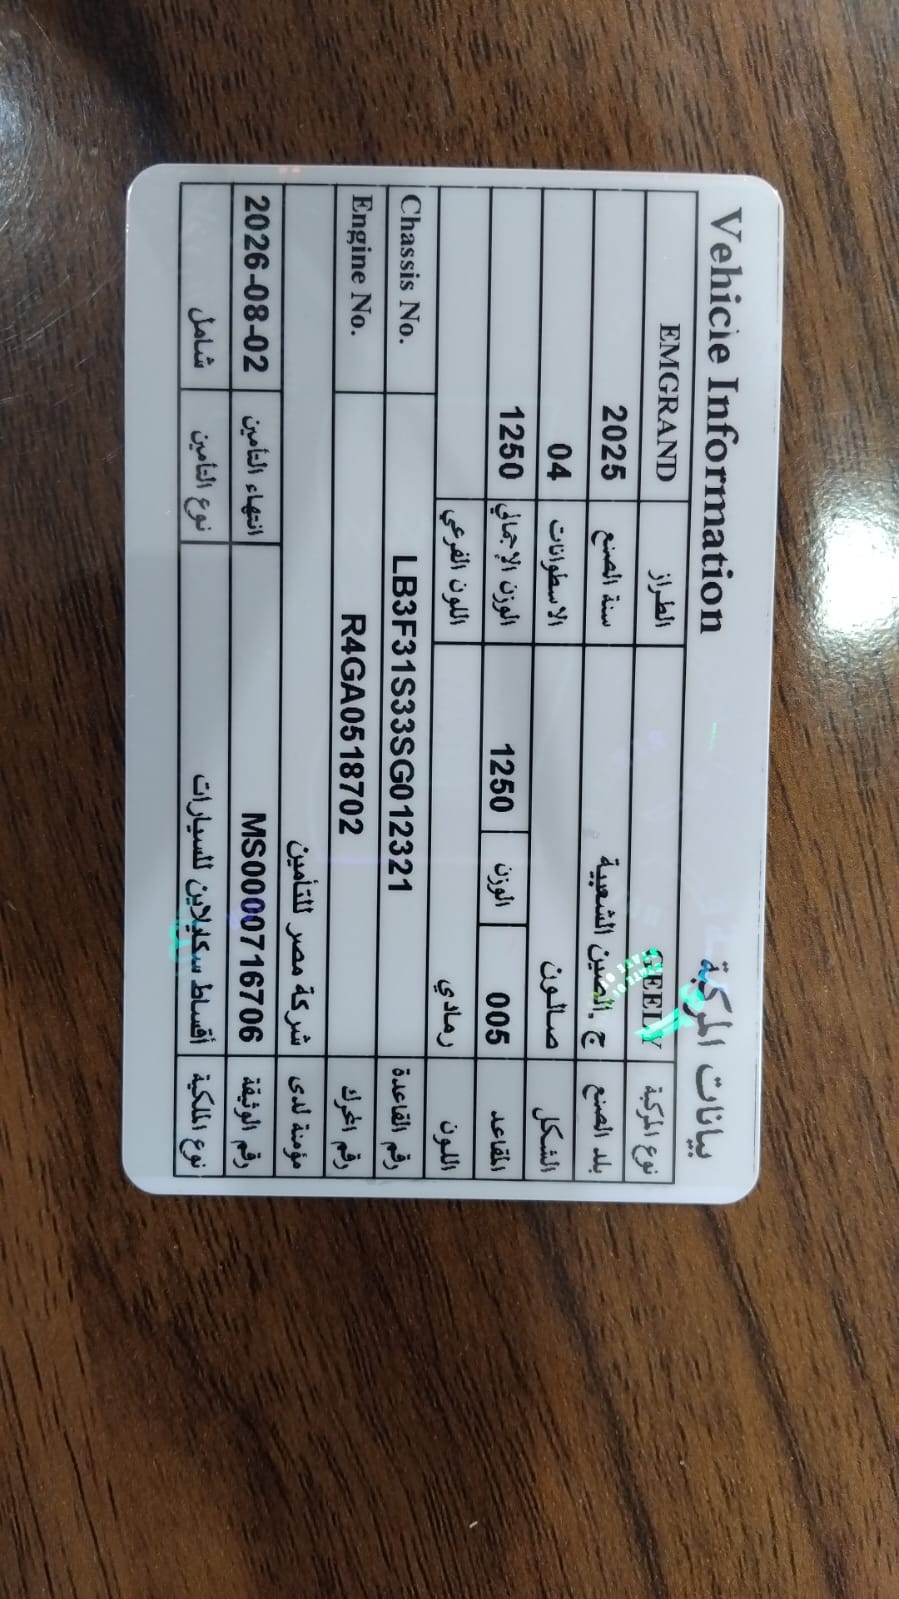 Vehicie Information بيانات المركبة
نوع المركبة GEELY الطراز EMGRAND
بلد الصنع ج .الصين الشعبية سنة الصنع 2025
الشكل صالون الاسطوانات 04
المقاعد 005 الوزن 1250 الوزن الإجمالي 1250
اللون رمادي اللون الفرعي
رقم القاعدة LB3F31S33SG012321 Chassis No.
رقم المحرك R4GA0518702 Engine No.
مؤمنة لدى شركة مصر للتأمين
رقم الوثيقة MS0000716706 انتهاء التأمين 2026-08-02
نوع الملكية أقساط سكايلاين للسيارات نوع التأمين شامل